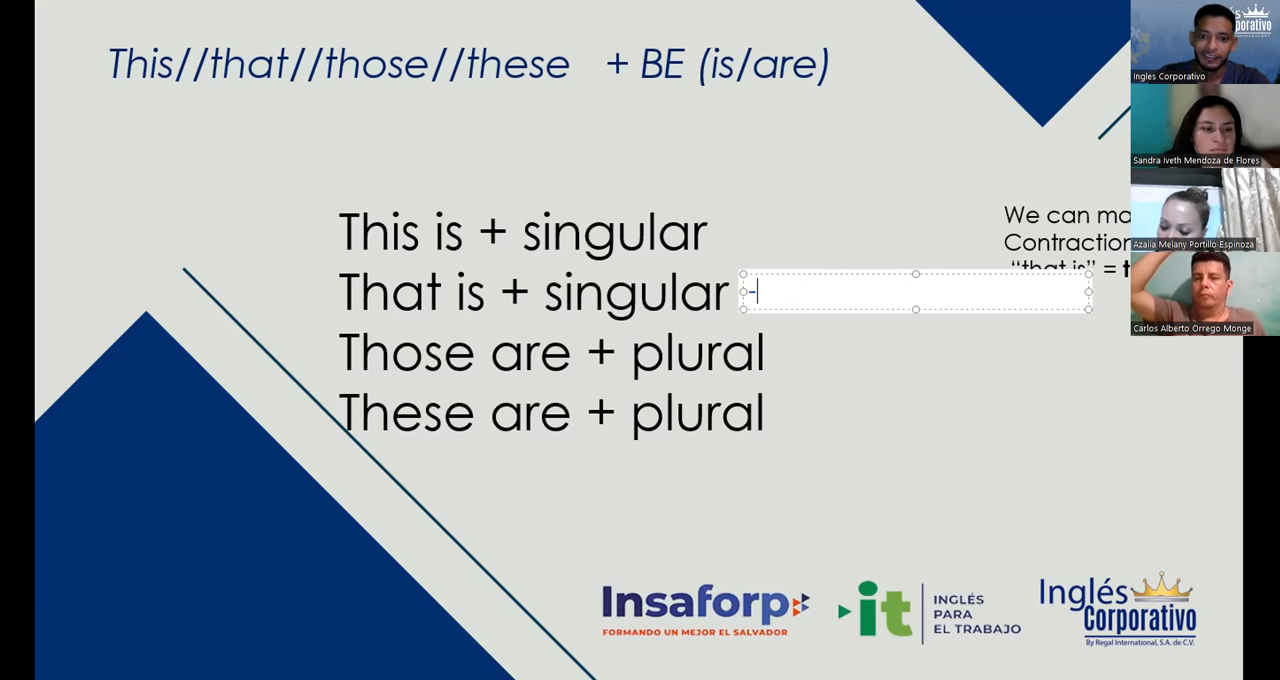 This//that//those//these + BE (is/are)
This is + singular
That is + singular
-
Those are + plural
These are + plural
We can ma
Contraction
“that is” = t
Ingles Corporativo
Sandra Iveth Mendoza de Flores
Azalia Melany Portillo Espinoza
Carlos Alberto Orrego Monge
Insaforp
FORMANDO UN MEJOR EL SALVADOR
it
INGLÉS
PARA
EL TRABAJO
Inglés
Corporativo
By Regal International, S.A. de C.V.